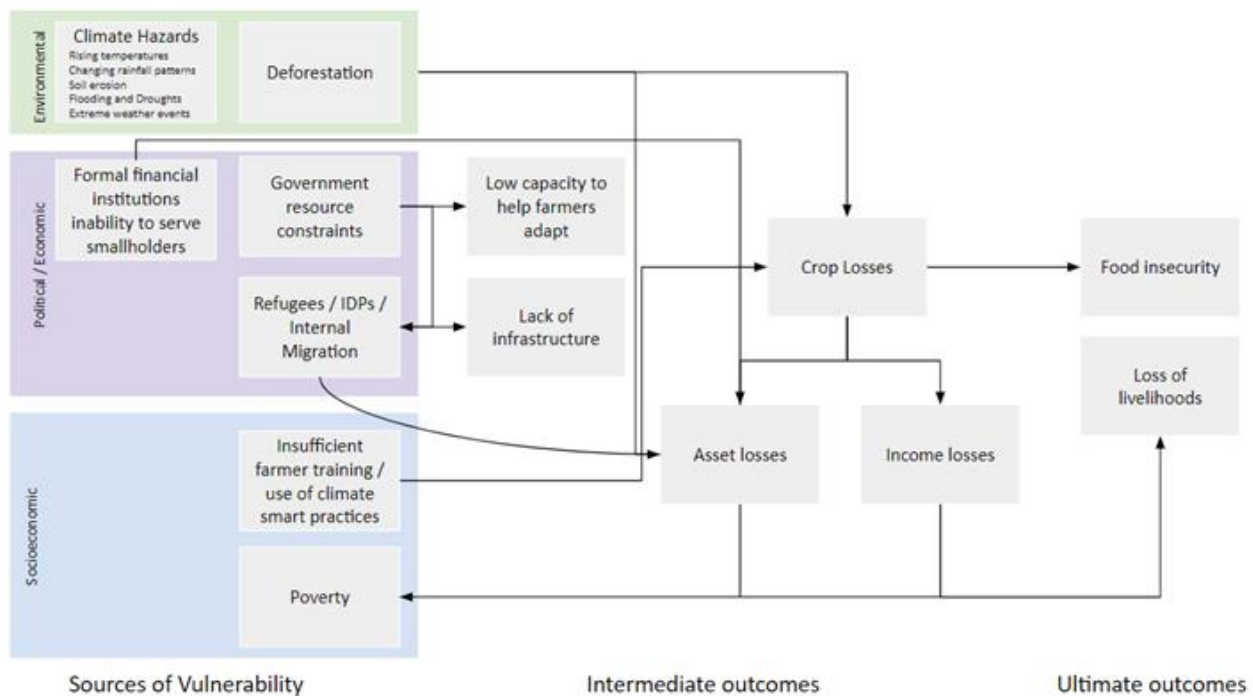 Environmental
Climate Hazards
Rising temperatures
Changing rainfall patterns
Soil erosion
Flooding and Droughts
Extreme weather events
Deforestation
Political / Economic
Formal financial
institutions
inability to serve
smallholders
Government
resource
constraints
Low capacity to
help farmers
adapt
Refugees / IDPs /
Internal
Migration
Lack of
infrastructure
Crop Losses
Food insecurity
Loss of
livelihoods
Socioeconomic
Insufficient
farmer training /
use of climate
smart practices
Asset losses
Income losses
Poverty
Sources of Vulnerability
Intermediate outcomes
Ultimate outcomes